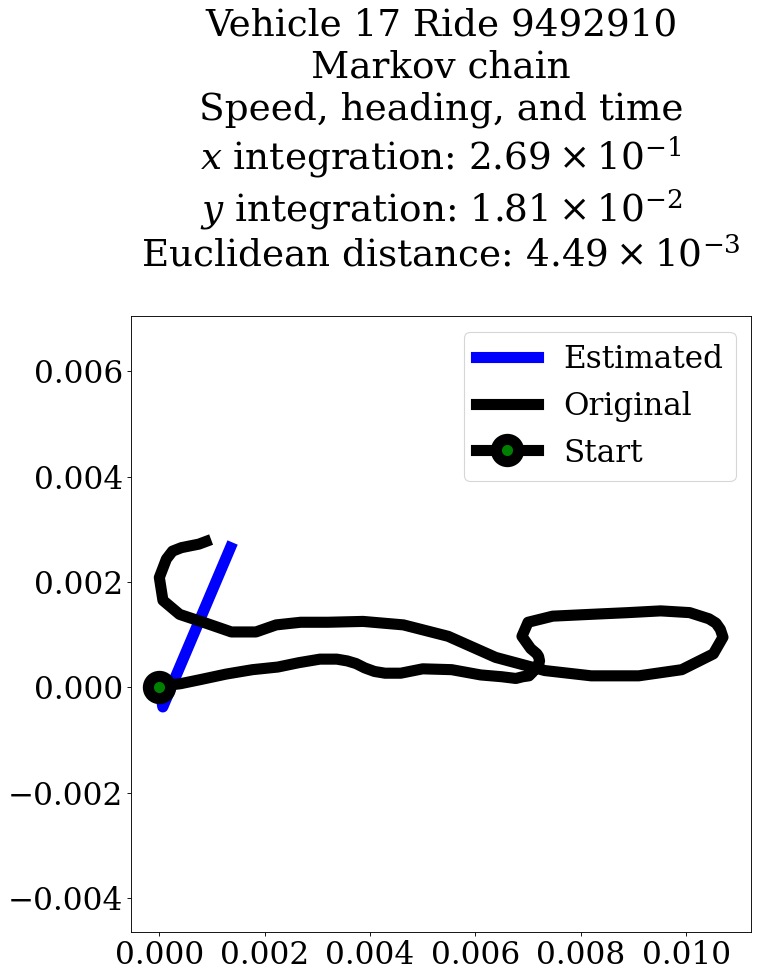 Vehicle 17 Ride 9492910
Markov chain
Speed, heading, and time
x integration: 2.69 × 10⁻¹
y integration: 1.81 × 10⁻²
Euclidean distance: 4.49 × 10⁻³
Estimated
Original
Start
0.006
0.004
0.002
0.000
−0.002
−0.004
0.000 0.002 0.004 0.006 0.008 0.010